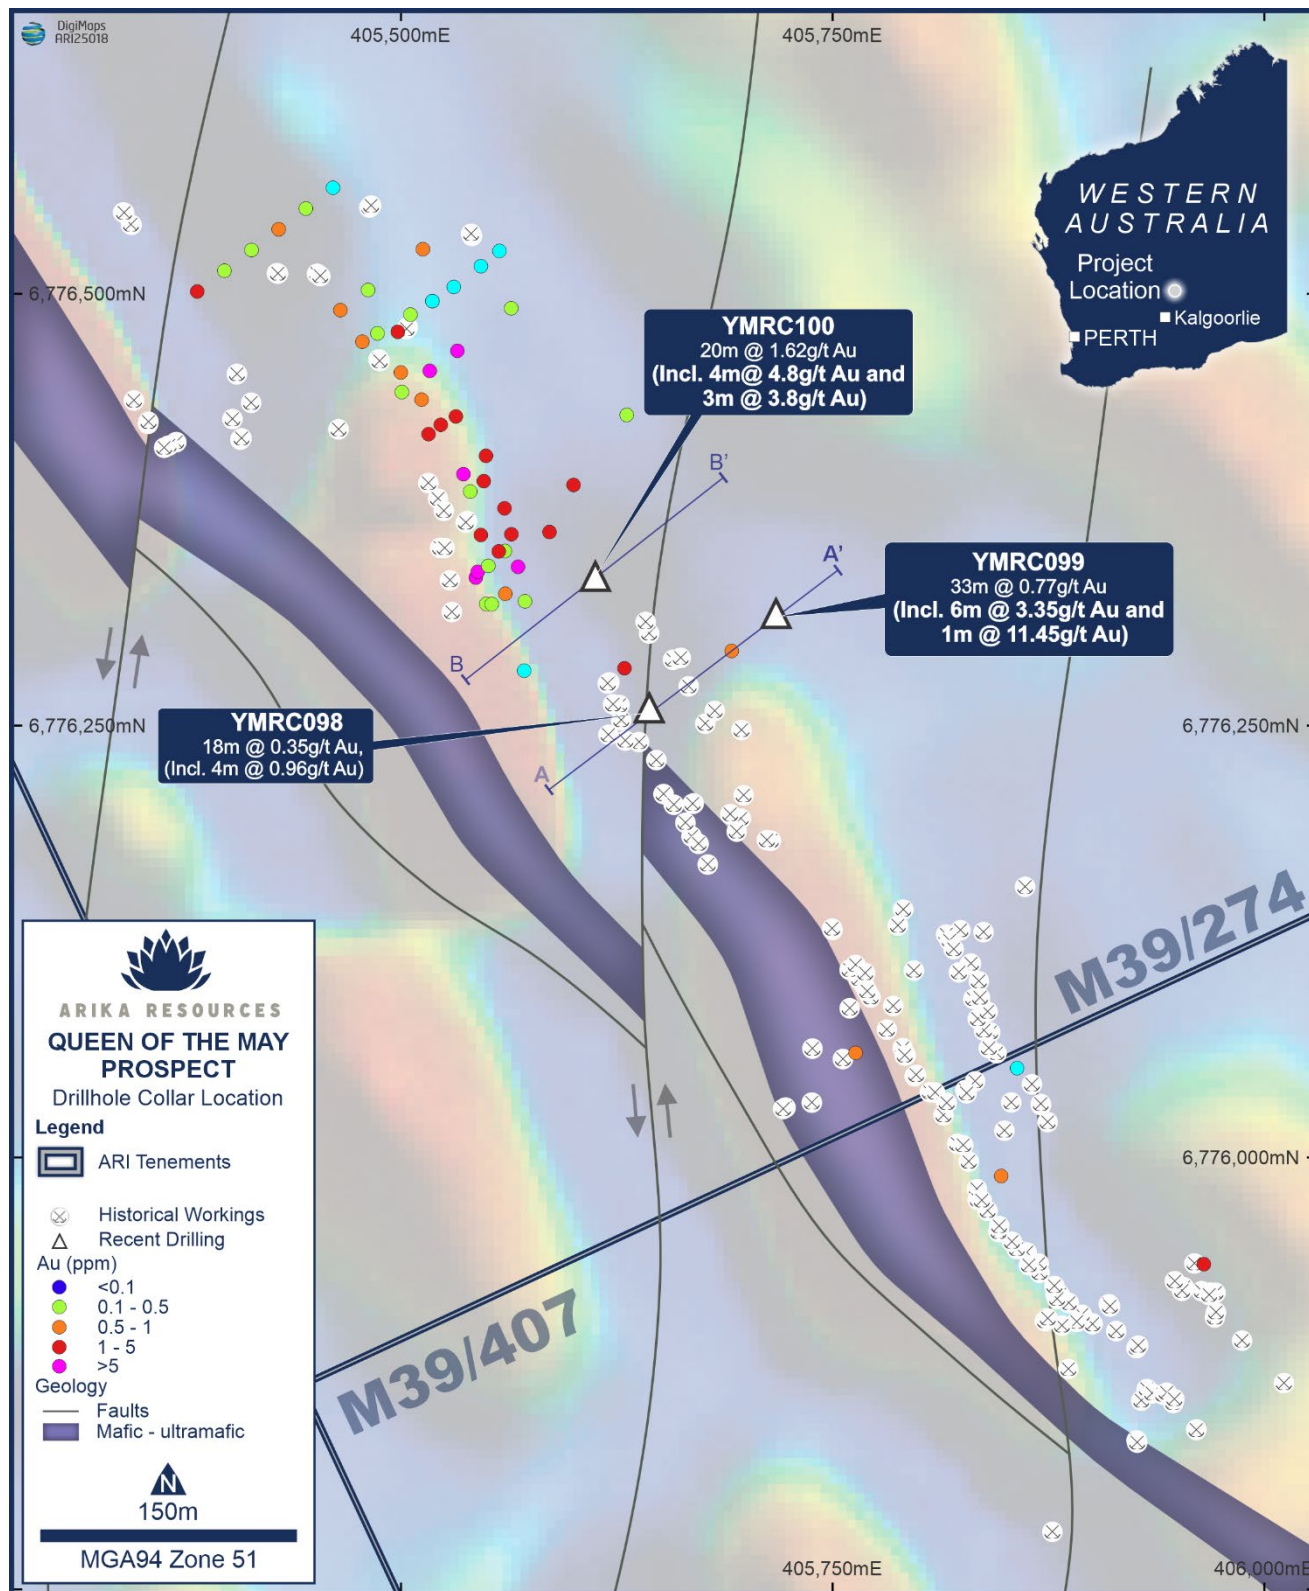 DigiMaps
ARI25018
405,500mE
405,750mE
WESTERN
AUSTRALIA
Project
Location
Kalgoorlie
PERTH
6,776,500mN
6,776,500mN
YMRC100
20m @ 1.62g/t Au
(Incl. 4m@ 4.8g/t Au and
3m @ 3.8g/t Au)
B'
A'
YMRC099
33m @ 0.77g/t Au
(Incl. 6m @ 3.35g/t Au and
1m @ 11.45g/t Au)
B
YMRC098
18m @ 0.35g/t Au,
(Incl. 4m @ 0.96g/t Au)
A
6,776,250mN
6,776,250mN
M39/274
6,776,000mN
M39/407
ARIKA RESOURCES
QUEEN OF THE MAY
PROSPECT
Drillhole Collar Location
Legend
ARI Tenements
Historical Workings
Recent Drilling
Au (ppm)
<0.1
0.1 - 0.5
0.5 - 1
1 - 5
>5
Geology
Faults
Mafic - ultramafic
N
150m
MGA94 Zone 51
405,750mE
406,000mE